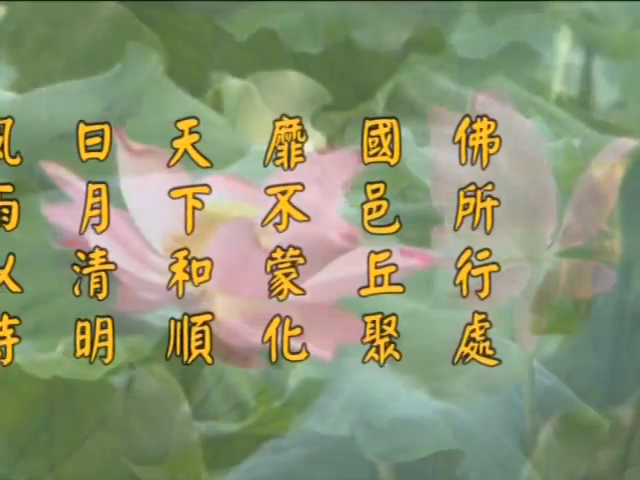 佛所行處
國邑丘聚
靡不蒙化
天下和順
日月清明
風雨以時